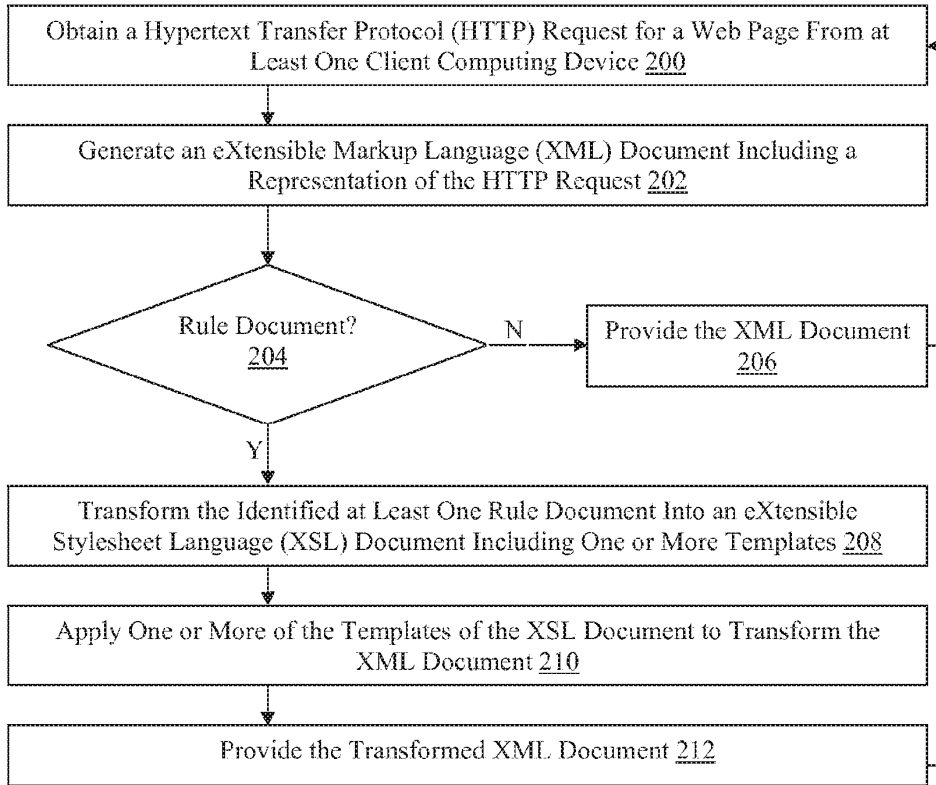 Obtain a Hypertext Transfer Protocol (HTTP) Request for a Web Page From at
Least One Client Computing Device 200
Generate an eXtensible Markup Language (XML) Document Including a
Representation of the HTTP Request 202
Rule Document?
204
N
Provide the XML Document
206
Y
Transform the Identified at Least One Rule Document Into an eXtensible
Stylesheet Language (XSL) Document Including One or More Templates 208
Apply One or More of the Templates of the XSL Document to Transform the
XML Document 210
Provide the Transformed XML Document 212